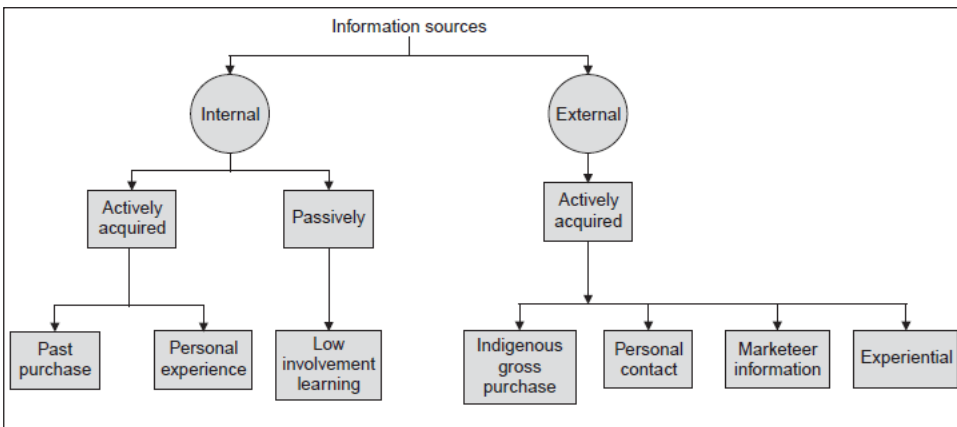 Information sources
Internal
External
Actively
acquired
Passively
Actively
acquired
Past
purchase
Personal
experience
Low
involvement
learning
Indigenous
gross
purchase
Personal
contact
Marketeer
information
Experiential